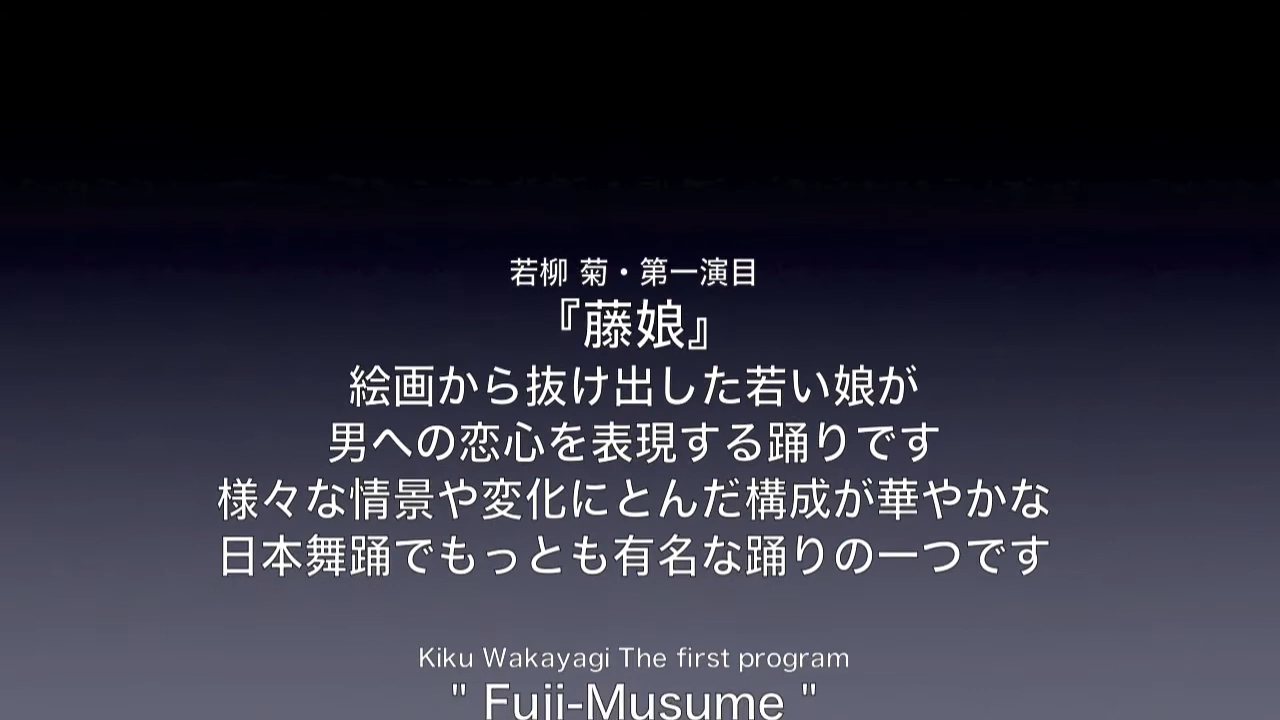 若柳 菊・第一演目
『藤娘』
絵画から抜け出した若い娘が
男への恋心を表現する踊りです
様々な情景や変化にとんだ構成が華やかな
日本舞踊でもっとも有名な踊りの一つです
Kiku Wakayagi The first program
" Fuji-Musume "